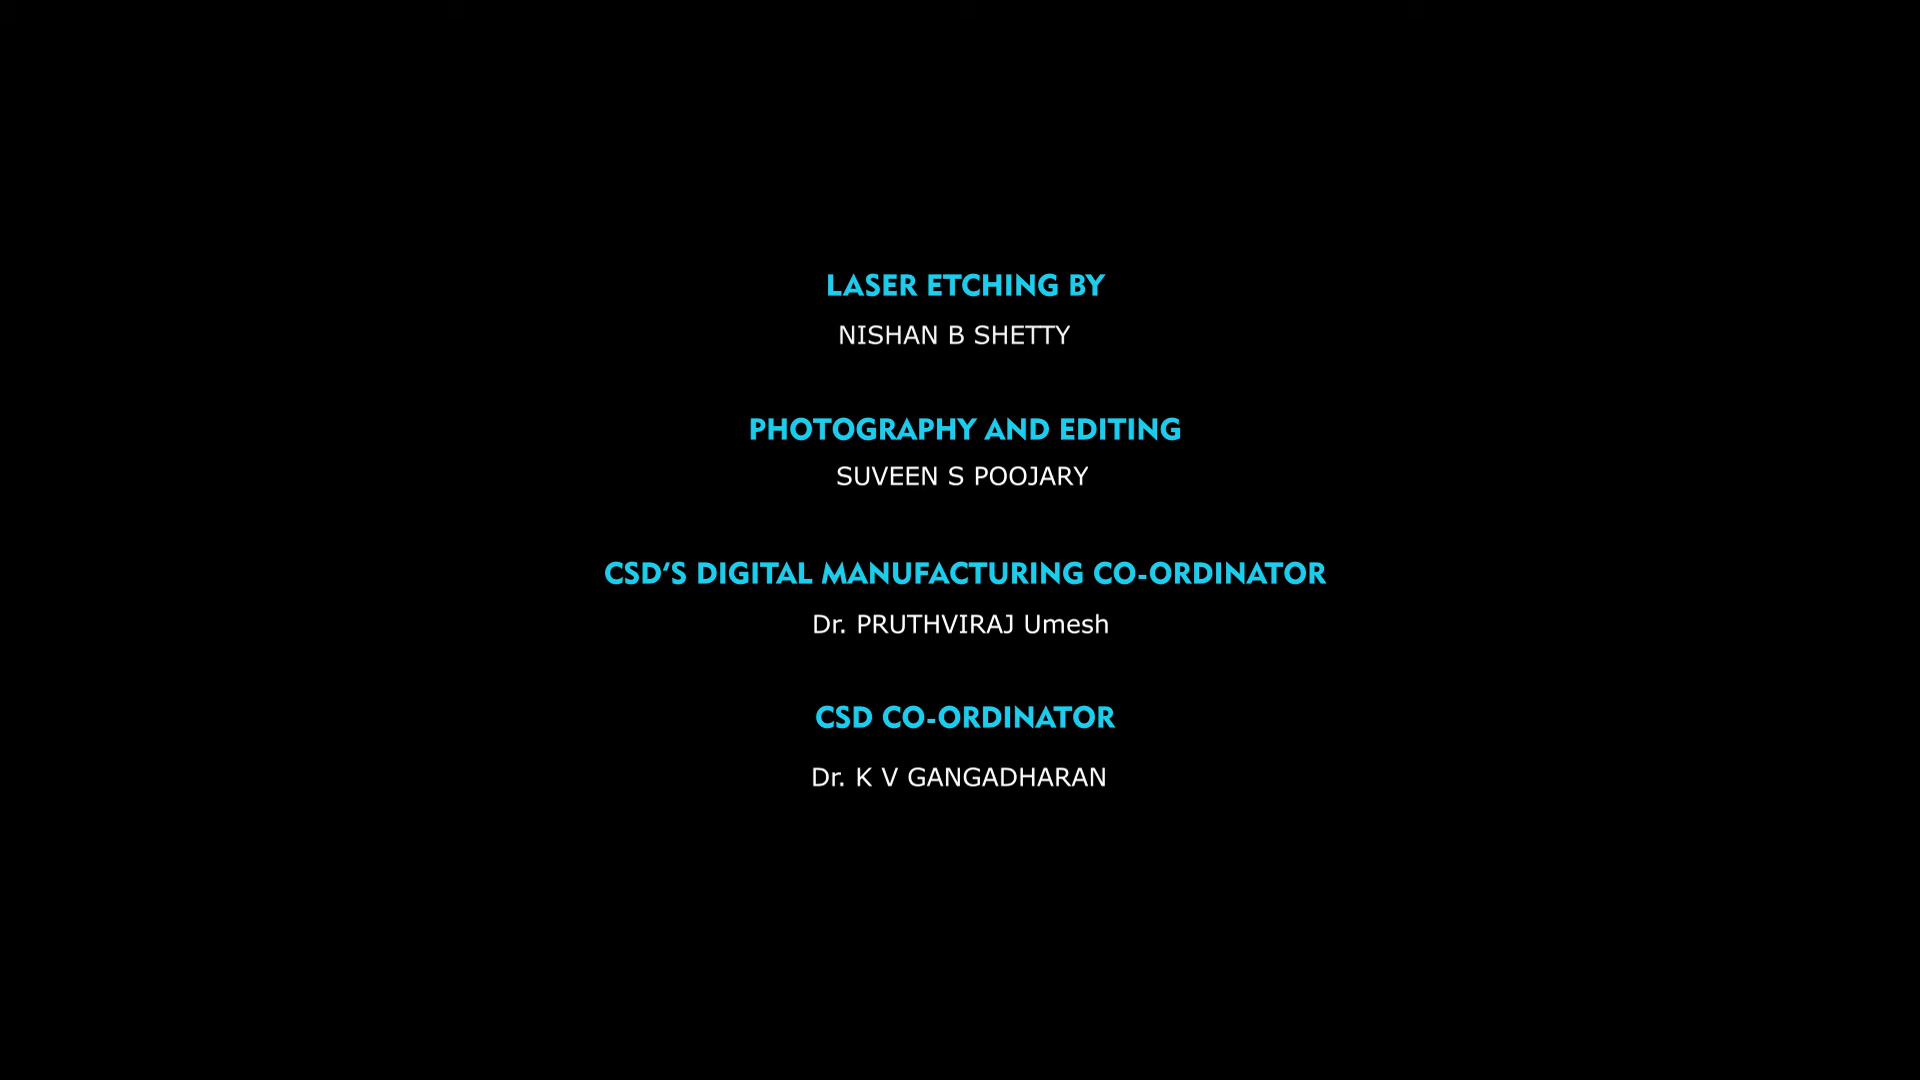 LASER ETCHING BY
NISHAN B SHETTY
PHOTOGRAPHY AND EDITING
SUVEEN S POOJARY
CSD’S DIGITAL MANUFACTURING CO-ORDINATOR
Dr. PRUTHVIRAJ Umesh
CSD CO-ORDINATOR
Dr. K V GANGADHARAN